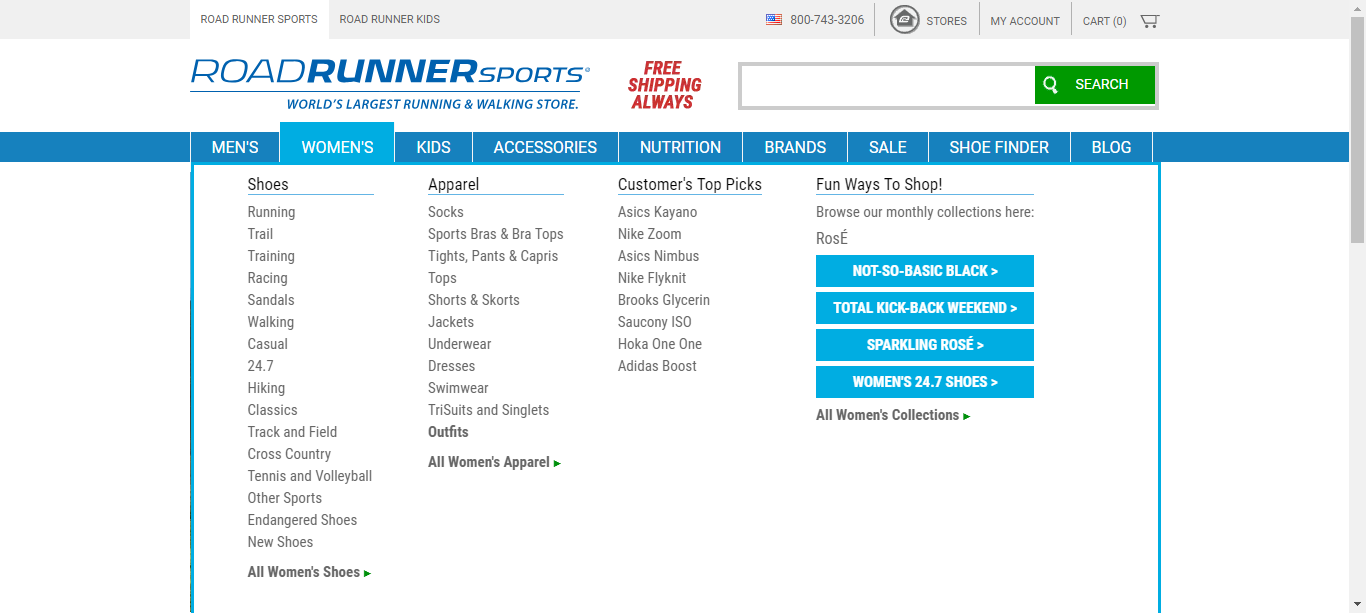 ROAD RUNNER SPORTS
ROAD RUNNER KIDS
800-743-3206
STORES
MY ACCOUNT
CART (0)
ROADRUNNERSPORTS®
WORLD'S LARGEST RUNNING & WALKING STORE.
FREE
SHIPPING
ALWAYS
SEARCH
MEN'S
WOMEN'S
KIDS
ACCESSORIES
NUTRITION
BRANDS
SALE
SHOE FINDER
BLOG
Shoes
Running
Trail
Training
Racing
Sandals
Walking
Casual
24.7
Hiking
Classics
Track and Field
Cross Country
Tennis and Volleyball
Other Sports
Endangered Shoes
New Shoes
All Women's Shoes ►
Apparel
Socks
Sports Bras & Bra Tops
Tights, Pants & Capris
Tops
Shorts & Skorts
Jackets
Underwear
Dresses
Swimwear
TriSuits and Singlets
Outfits
All Women's Apparel ►
Customer's Top Picks
Asics Kayano
Nike Zoom
Asics Nimbus
Nike Flyknit
Brooks Glycerin
Saucony ISO
Hoka One One
Adidas Boost
Fun Ways To Shop!
Browse our monthly collections here:
RosÉ
NOT-SO-BASIC BLACK >
TOTAL KICK-BACK WEEKEND >
SPARKLING ROSÉ >
WOMEN'S 24.7 SHOES >
All Women's Collections ►